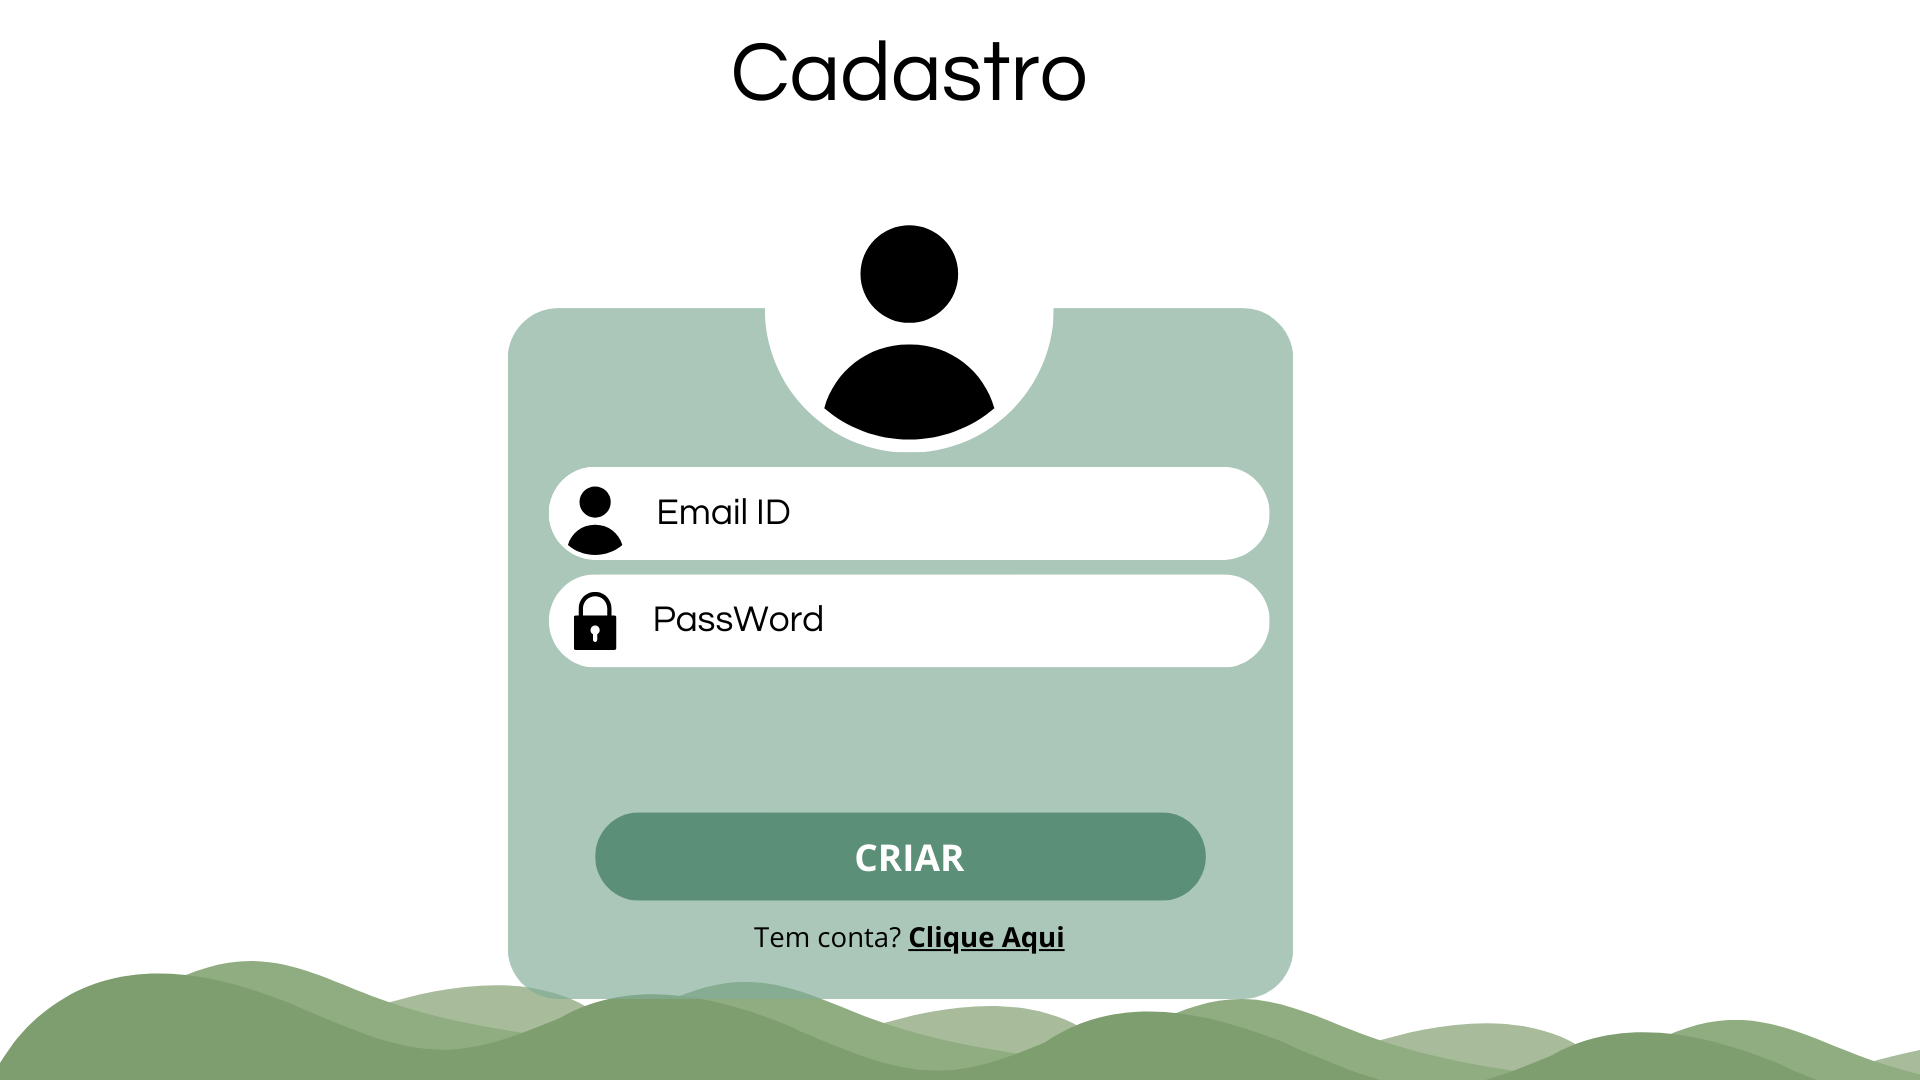 Cadastro
Email ID
PassWord
CRIAR
Tem conta? Clique Aqui